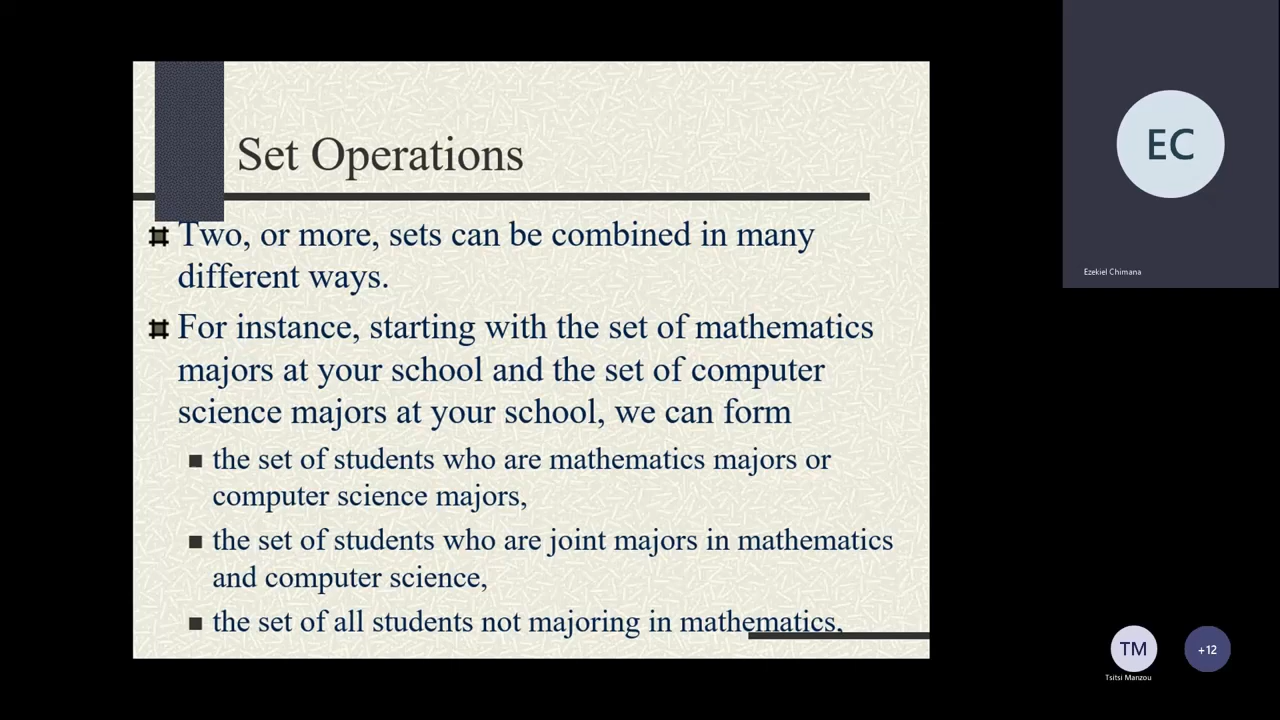 Set Operations
Two, or more, sets can be combined in many
different ways.
For instance, starting with the set of mathematics
majors at your school and the set of computer
science majors at your school, we can form
the set of students who are mathematics majors or
computer science majors,
the set of students who are joint majors in mathematics
and computer science,
the set of all students not majoring in mathematics,
EC
Ezekiel Chimana
TM
+12
Tsitsi Manzou